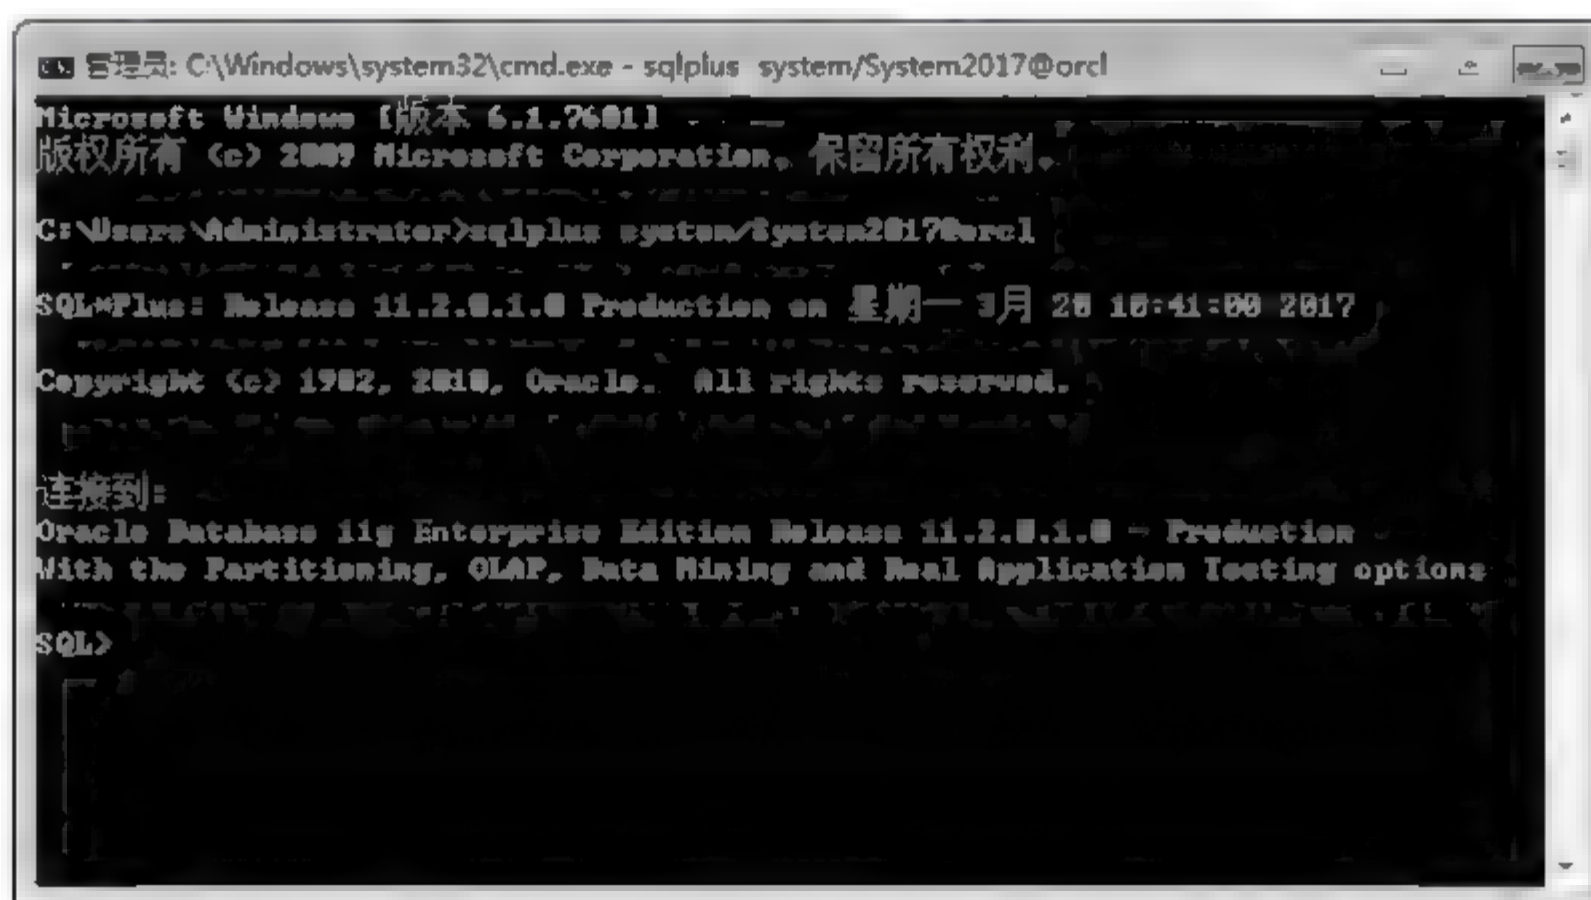 管理员: C:\Windows\system32\cmd.exe - sqlplus system/System2017@orcl
Microsoft Windows [版本 6.1.7601]
版权所有 (c) 2009 Microsoft Corporation。保留所有权利。
C:\Users\Administrator>sqlplus system/System2017@orcl
SQL*Plus: Release 11.2.0.1.0 Production on 星期一 3月 20 10:41:00 2017
Copyright (c) 1982, 2010, Oracle.  All rights reserved.
连接到:
Oracle Database 11g Enterprise Edition Release 11.2.0.1.0 - Production
With the Partitioning, OLAP, Data Mining and Real Application Testing options
SQL>